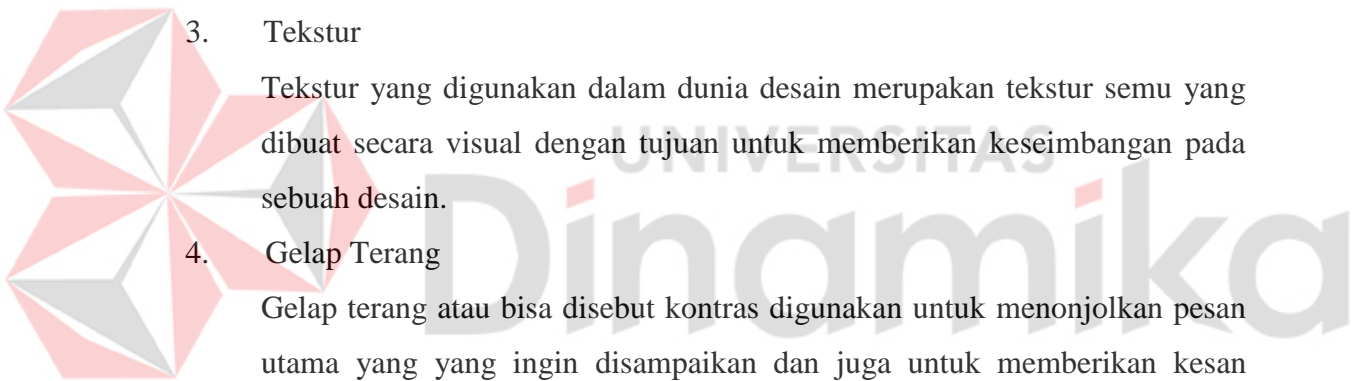 3. Tekstur
Tekstur yang digunakan dalam dunia desain merupakan tekstur semu yang
dibuat secara visual dengan tujuan untuk memberikan keseimbangan pada
sebuah desain.
4. Gelap Terang
Gelap terang atau bisa disebut kontras digunakan untuk menonjolkan pesan
utama yang yang ingin disampaikan dan juga untuk memberikan kesan
UNIVERSITAS
Dinamika